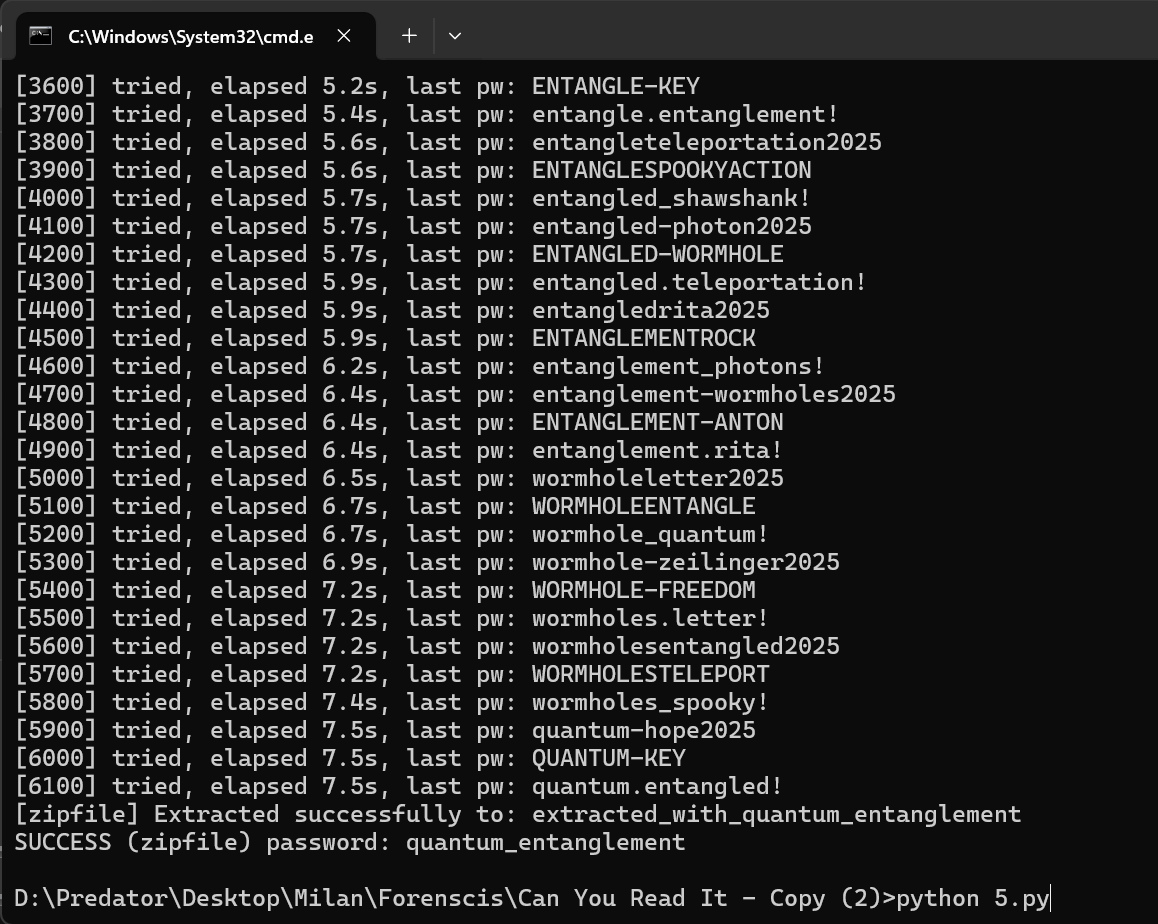 C:\Windows\System32\cmd.e
[3600] tried, elapsed 5.2s, last pw: ENTANGLE-KEY
[3700] tried, elapsed 5.4s, last pw: entangle.entanglement!
[3800] tried, elapsed 5.6s, last pw: entangleteleportation2025
[3900] tried, elapsed 5.6s, last pw: ENTANGLESPOOKYACTION
[4000] tried, elapsed 5.7s, last pw: entangled_shawshank!
[4100] tried, elapsed 5.7s, last pw: entangled-photon2025
[4200] tried, elapsed 5.7s, last pw: ENTANGLED-WORMHOLE
[4300] tried, elapsed 5.9s, last pw: entangled.teleportation!
[4400] tried, elapsed 5.9s, last pw: entangledrita2025
[4500] tried, elapsed 5.9s, last pw: ENTANGLEMENTROCK
[4600] tried, elapsed 6.2s, last pw: entanglement_photons!
[4700] tried, elapsed 6.4s, last pw: entanglement-wormholes2025
[4800] tried, elapsed 6.4s, last pw: ENTANGLEMENT-ANTON
[4900] tried, elapsed 6.4s, last pw: entanglement.rita!
[5000] tried, elapsed 6.5s, last pw: wormholeletter2025
[5100] tried, elapsed 6.7s, last pw: WORMHOLEENTANGLE
[5200] tried, elapsed 6.7s, last pw: wormhole_quantum!
[5300] tried, elapsed 6.9s, last pw: wormhole-zeilinger2025
[5400] tried, elapsed 7.2s, last pw: WORMHOLE-FREEDOM
[5500] tried, elapsed 7.2s, last pw: wormholes.letter!
[5600] tried, elapsed 7.2s, last pw: wormholesentangled2025
[5700] tried, elapsed 7.2s, last pw: WORMHOLESTELEPORT
[5800] tried, elapsed 7.4s, last pw: wormholes_spooky!
[5900] tried, elapsed 7.5s, last pw: quantum-hope2025
[6000] tried, elapsed 7.5s, last pw: QUANTUM-KEY
[6100] tried, elapsed 7.5s, last pw: quantum.entangled!
[zipfile] Extracted successfully to: extracted_with_quantum_entanglement
SUCCESS (zipfile) password: quantum_entanglement
D:\Predator\Desktop\Milan\Forenscis\Can You Read It - Copy (2)>python 5.py